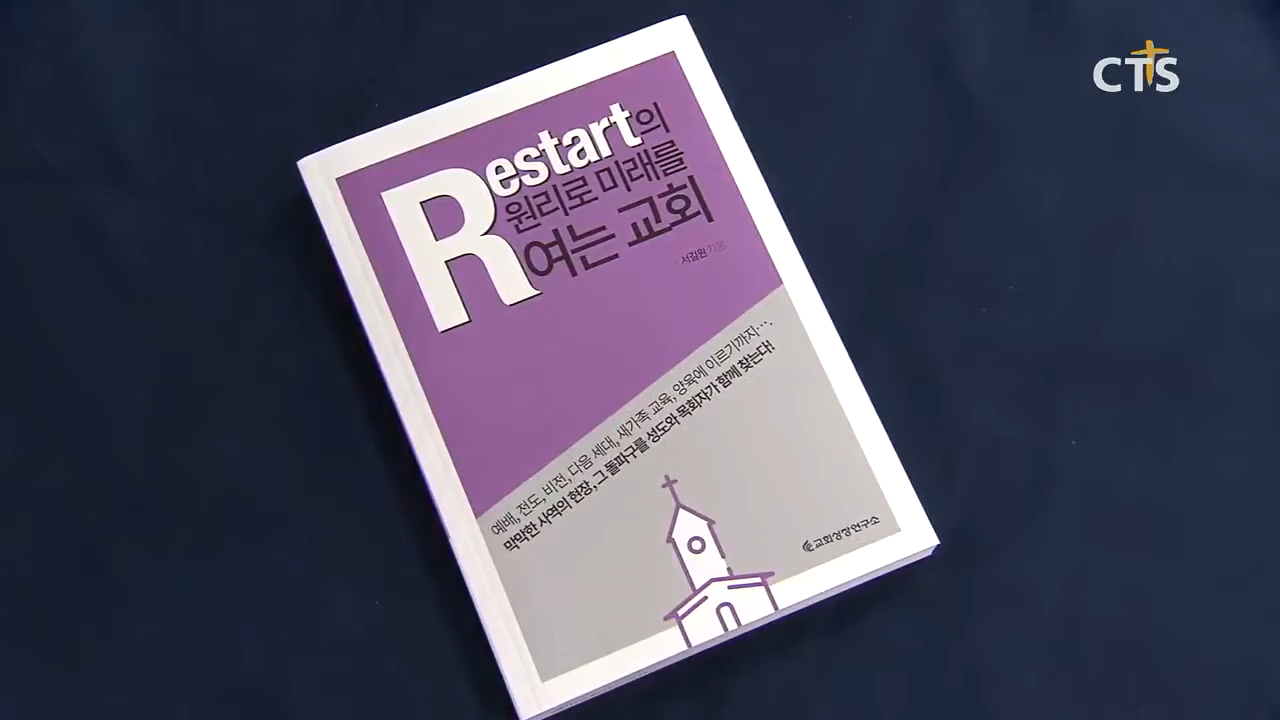 CTS
Restart의
원리로 미래를
여는 교회
서길원 지음
예배, 전도, 비전, 다음 세대, 새가족 교육, 양육에 이르기까지….
막막한 사역의 현장, 그 돌파구를 성도와 목회자가 함께 찾는다!
교회성장연구소